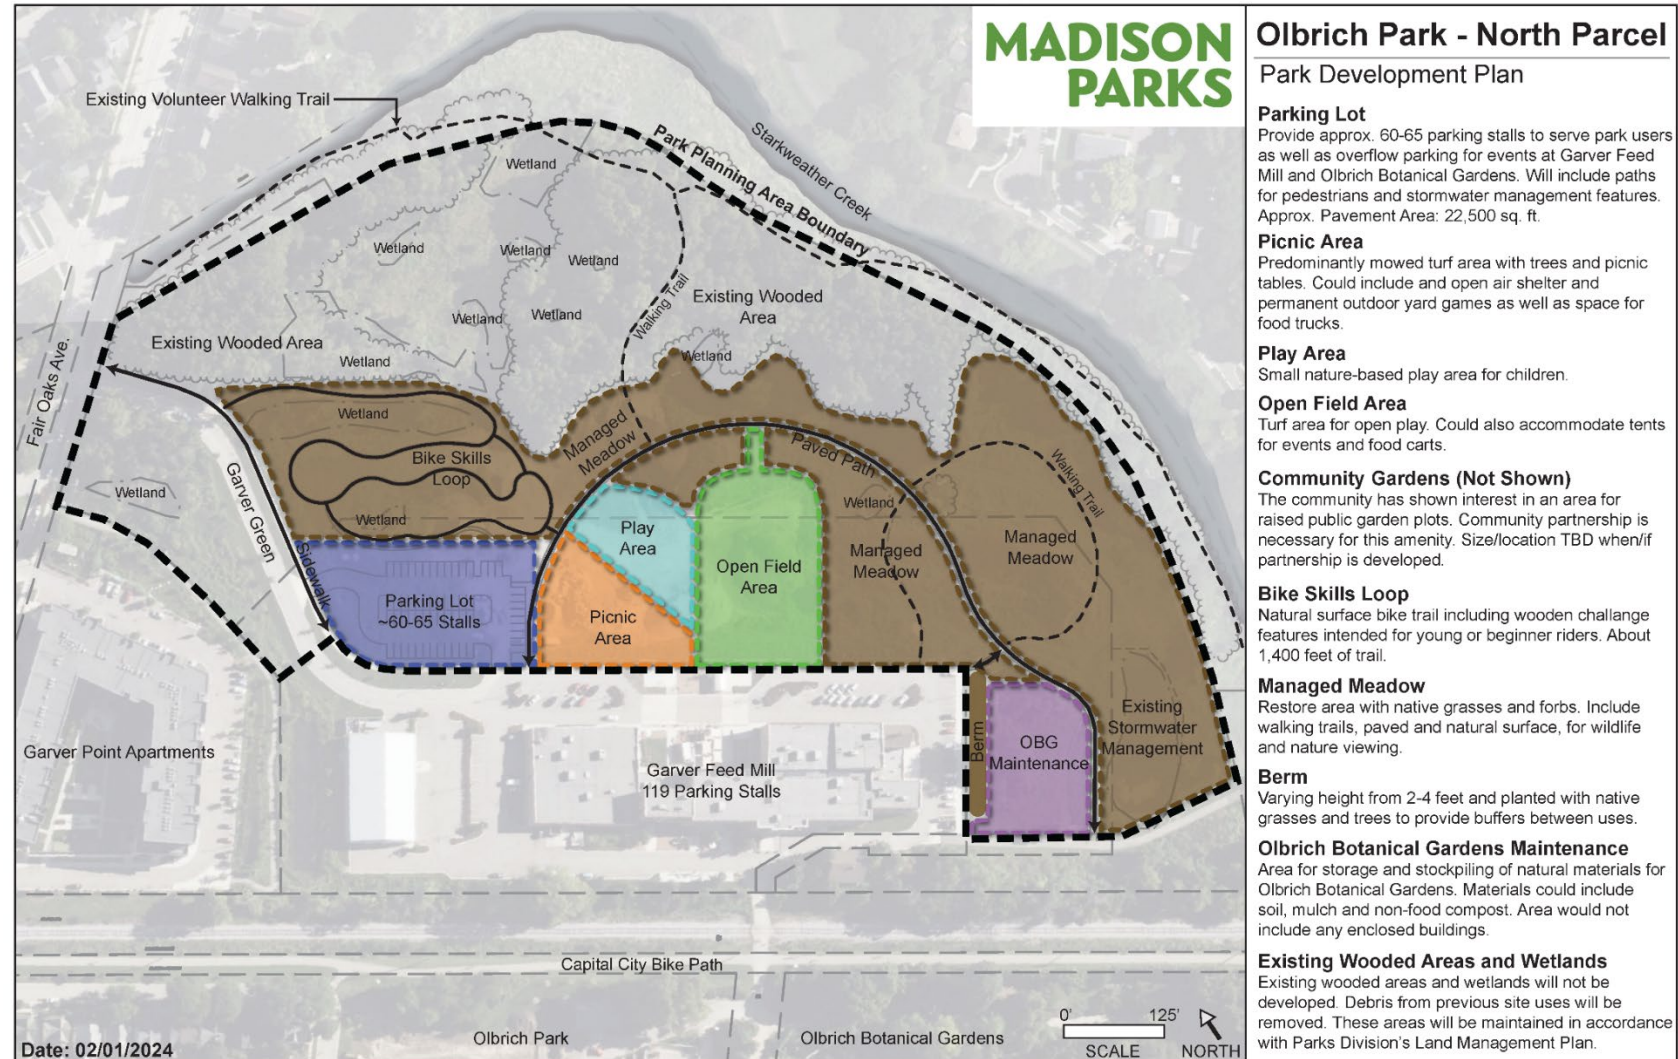 MADISON
PARKS
Existing Volunteer Walking Trail
Park Planning Area Boundary
Starkweather Creek
Wetland
Wetland
Wetland
Wetland
Wetland
Wetland
Walking Trail
Existing Wooded
Area
Existing Wooded Area
Wetland
Wetland
Fair Oaks Ave.
Wetland
Managed
Meadow
Paved Path
Bike Skills
Loop
Wetland
Garver Green
Wetland
Wetland
Walking Trail
Play
Area
Open Field
Area
Managed
Meadow
Managed
Meadow
Sidewalk
Parking Lot
~60-65 Stalls
Picnic
Area
Existing
Stormwater
Management
Berm
OBG
Maintenance
Garver Point Apartments
Garver Feed Mill
119 Parking Stalls
Capital City Bike Path
Olbrich Park
Olbrich Botanical Gardens
0'
125'
SCALE
NORTH
Date: 02/01/2024
Olbrich Park - North Parcel
Park Development Plan
Parking Lot
Provide approx. 60-65 parking stalls to serve park users
as well as overflow parking for events at Garver Feed
Mill and Olbrich Botanical Gardens. Will include paths
for pedestrians and stormwater management features.
Approx. Pavement Area: 22,500 sq. ft.
Picnic Area
Predominantly mowed turf area with trees and picnic
tables. Could include and open air shelter and
permanent outdoor yard games as well as space for
food trucks.
Play Area
Small nature-based play area for children.
Open Field Area
Turf area for open play. Could also accommodate tents
for events and food carts.
Community Gardens (Not Shown)
The community has shown interest in an area for
raised public garden plots. Community partnership is
necessary for this amenity. Size/location TBD when/if
partnership is developed.
Bike Skills Loop
Natural surface bike trail including wooden challange
features intended for young or beginner riders. About
1,400 feet of trail.
Managed Meadow
Restore area with native grasses and forbs. Include
walking trails, paved and natural surface, for wildlife
and nature viewing.
Berm
Varying height from 2-4 feet and planted with native
grasses and trees to provide buffers between uses.
Olbrich Botanical Gardens Maintenance
Area for storage and stockpiling of natural materials for
Olbrich Botanical Gardens. Materials could include
soil, mulch and non-food compost. Area would not
include any enclosed buildings.
Existing Wooded Areas and Wetlands
Existing wooded areas and wetlands will not be
developed. Debris from previous site uses will be
removed. These areas will be maintained in accordance
with Parks Division's Land Management Plan.